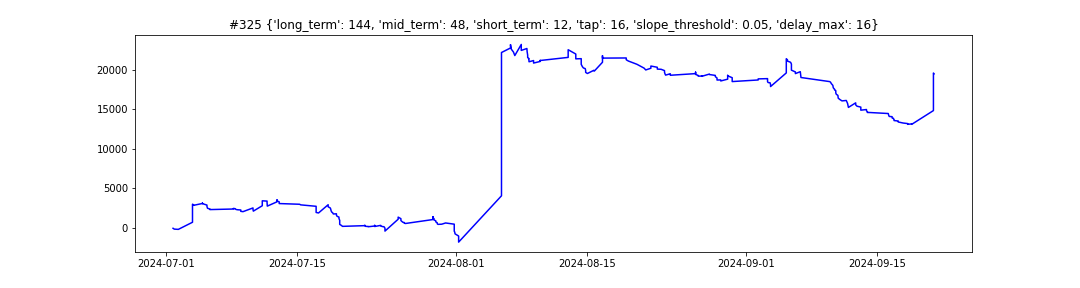 #325 {'long_term': 144, 'mid_term': 48, 'short_term': 12, 'tap': 16, 'slope_threshold': 0.05, 'delay_max': 16}
20000
15000
10000
5000
0
2024-07-01 2024-07-15 2024-08-01 2024-08-15 2024-09-01 2024-09-15